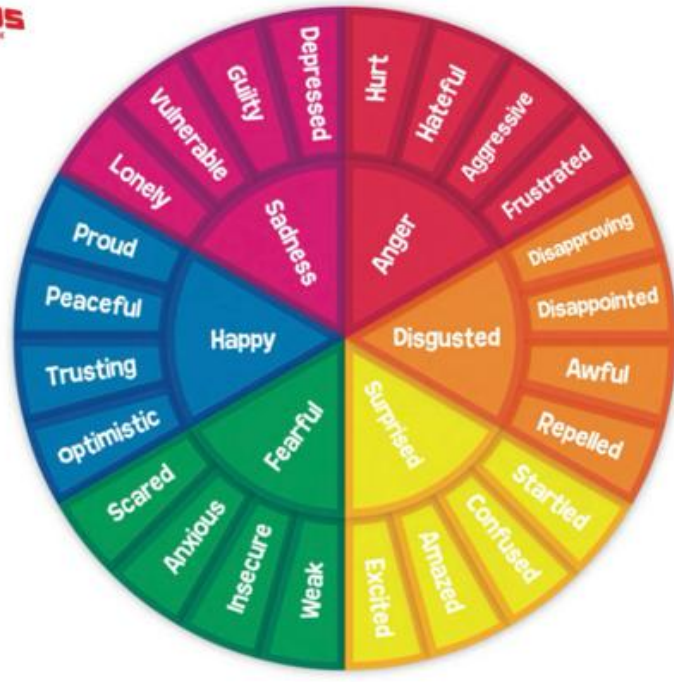 Depressed
Guilty
Vulnerable
Lonely
Sadness
Hurt
Hateful
Aggressive
Frustrated
Anger
Disapproving
Disappointed
Awful
Repelled
Disgusted
Startled
Confused
Amazed
Excited
Surprised
Weak
Insecure
Anxious
Scared
Fearful
Optimistic
Trusting
Peaceful
Proud
Happy